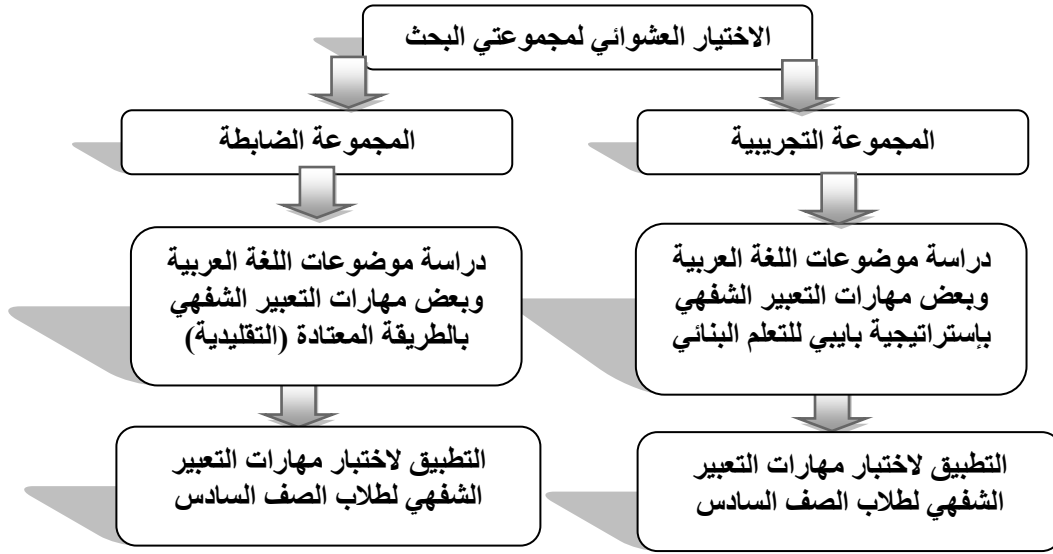 الاختيار العشوائي لمجموعتي البحث
المجموعة التجريبية
المجموعة الضابطة
دراسة موضوعات اللغة العربية
وبعض مهارات التعبير الشفهي
بإستراتيجية بايبي للتعلم البنائي
دراسة موضوعات اللغة العربية
وبعض مهارات التعبير الشفهي
بالطريقة المعتادة (التقليدية)
التطبيق لاختبار مهارات التعبير
الشفهي لطلاب الصف السادس
التطبيق لاختبار مهارات التعبير
الشفهي لطلاب الصف السادس